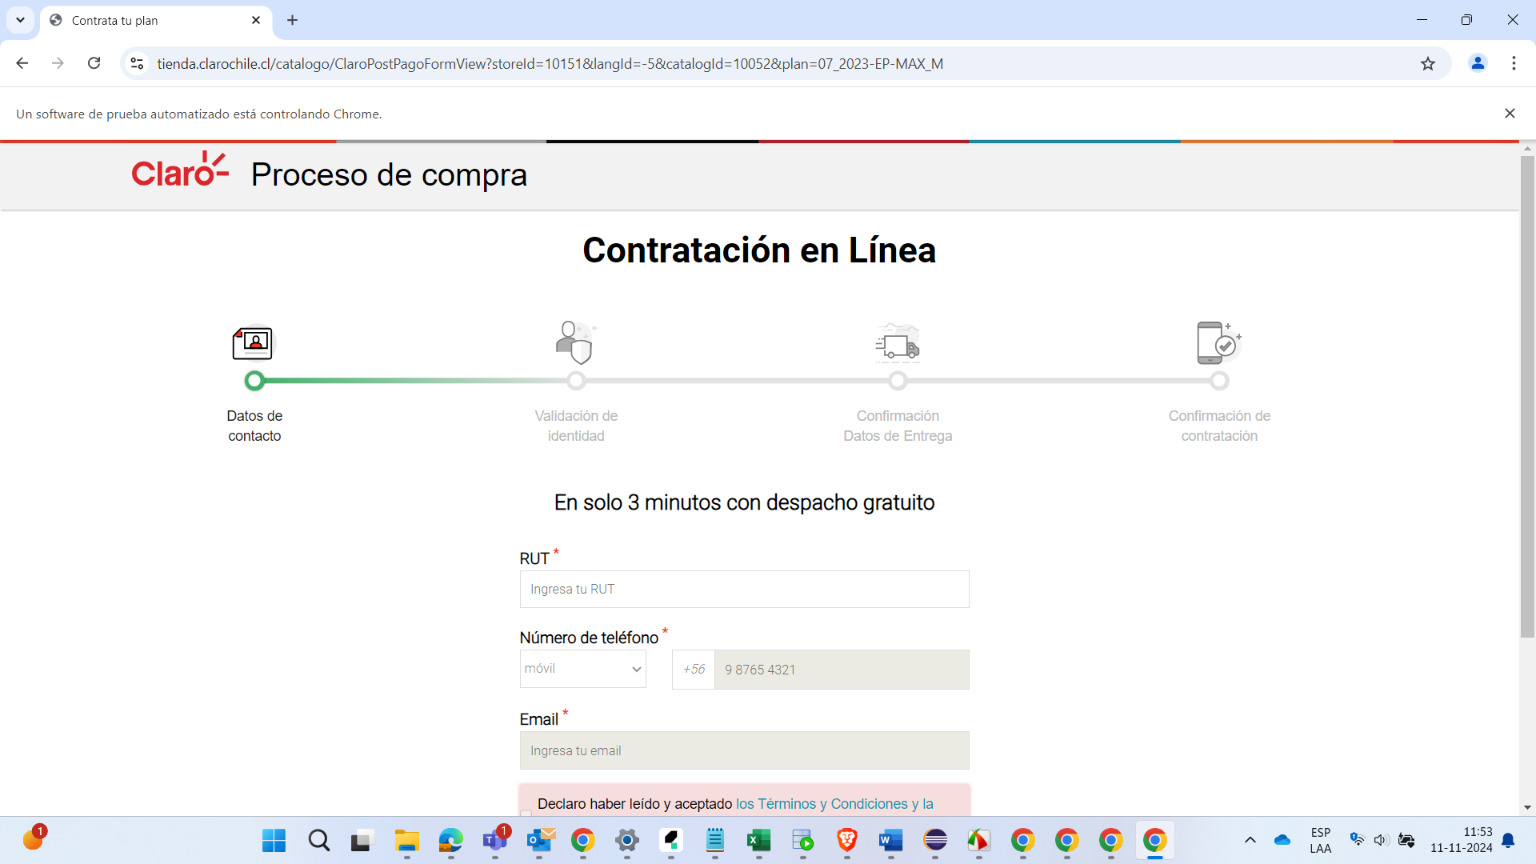 Contrata tu plan
tienda.clarochile.cl/catalogo/ClaroPostPagoFormView?storeId=10151&langId=-5&catalogId=10052&plan=07_2023-EP-MAX_M
Un software de prueba automatizado está controlando Chrome.
Claro Proceso de compra
Contratación en Línea
Datos de
contacto
Validación de
identidad
Confirmación
Datos de Entrega
Confirmación de
contratación
En solo 3 minutos con despacho gratuito
RUT *
Ingresa tu RUT
Número de teléfono *
móvil +56 9 8765 4321
Email *
Ingresa tu email
Declaro haber leído y aceptado los Términos y Condiciones y la
1
1
ESP
LAA
11:53
11-11-2024